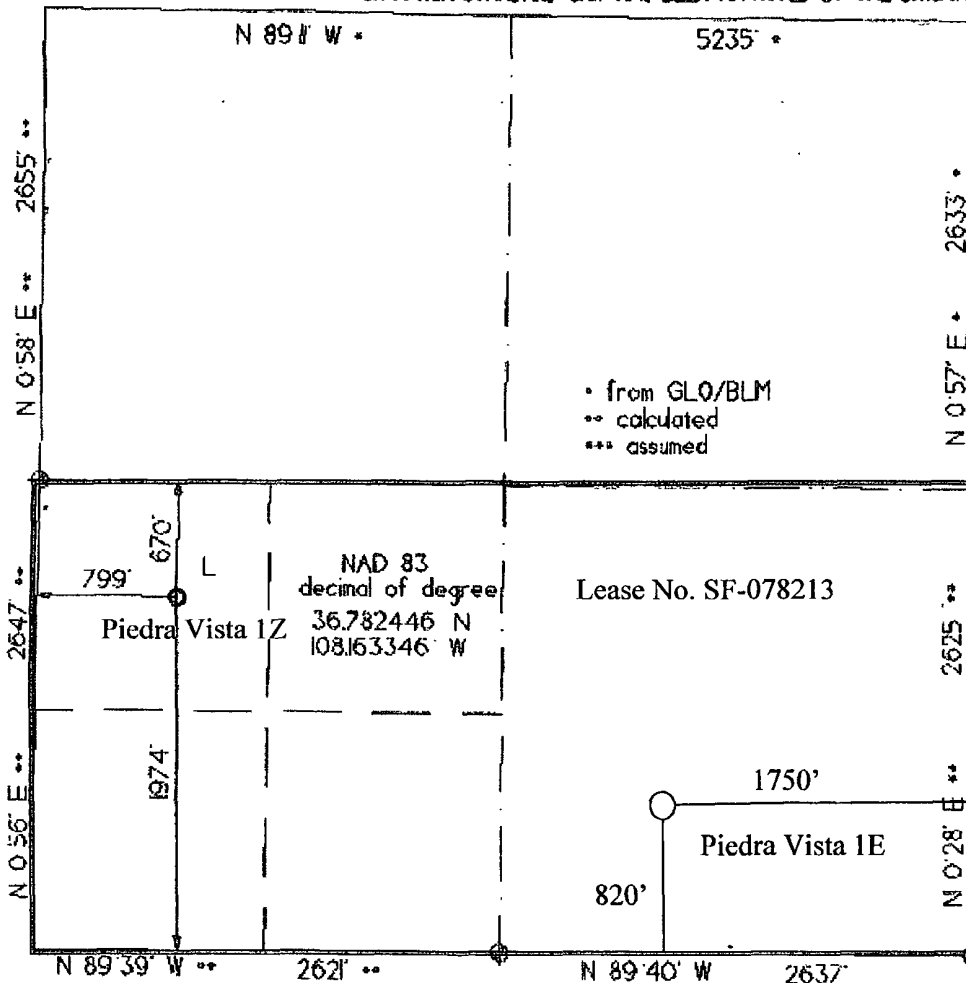 N 89°11' W *
5235' *
2655' **
N 0°58' E **
2633' *
N 0°57' E *
* from GLO/BLM
** calculated
*** assumed
670'
799'
L
Piedra Vista 1Z
NAD 83
decimal of degree
36.782446° N
108.163346° W
Lease No. SF-078213
2647' **
N 0°56' E **
1974'
2625' **
N 0°28' E **
1750’
Piedra Vista 1E
820’
N 89°39' W **
2621' **
N 89°40' W
2637'